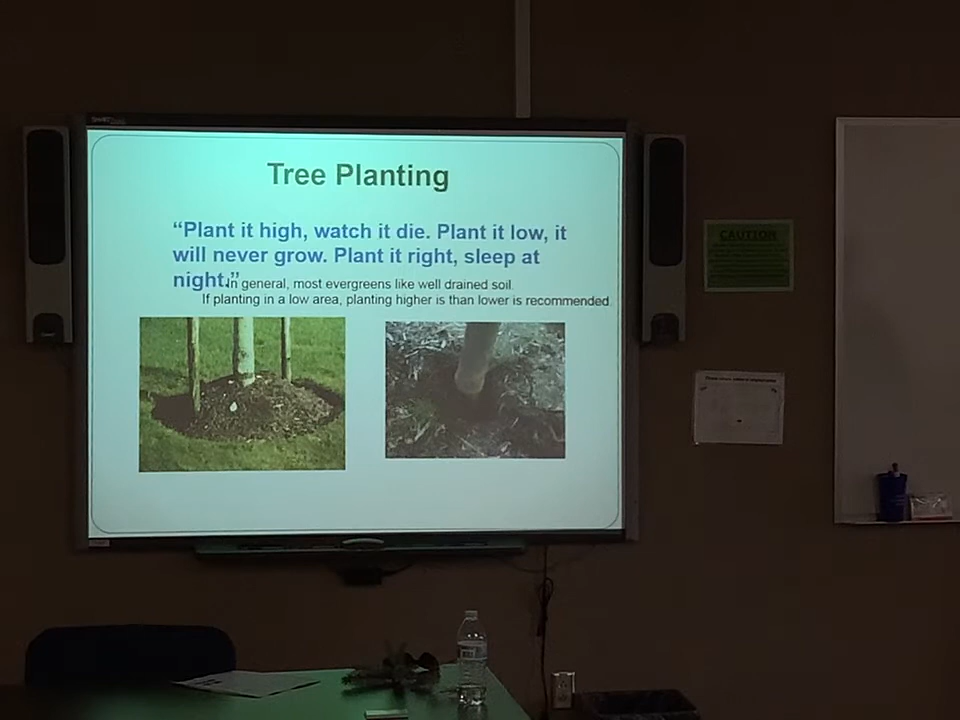 Tree Planting
“Plant it high, watch it die. Plant it low, it
will never grow. Plant it right, sleep at
night.”
In general, most evergreens like well drained soil.
If planting in a low area, planting higher is than lower is recommended.
CAUTION